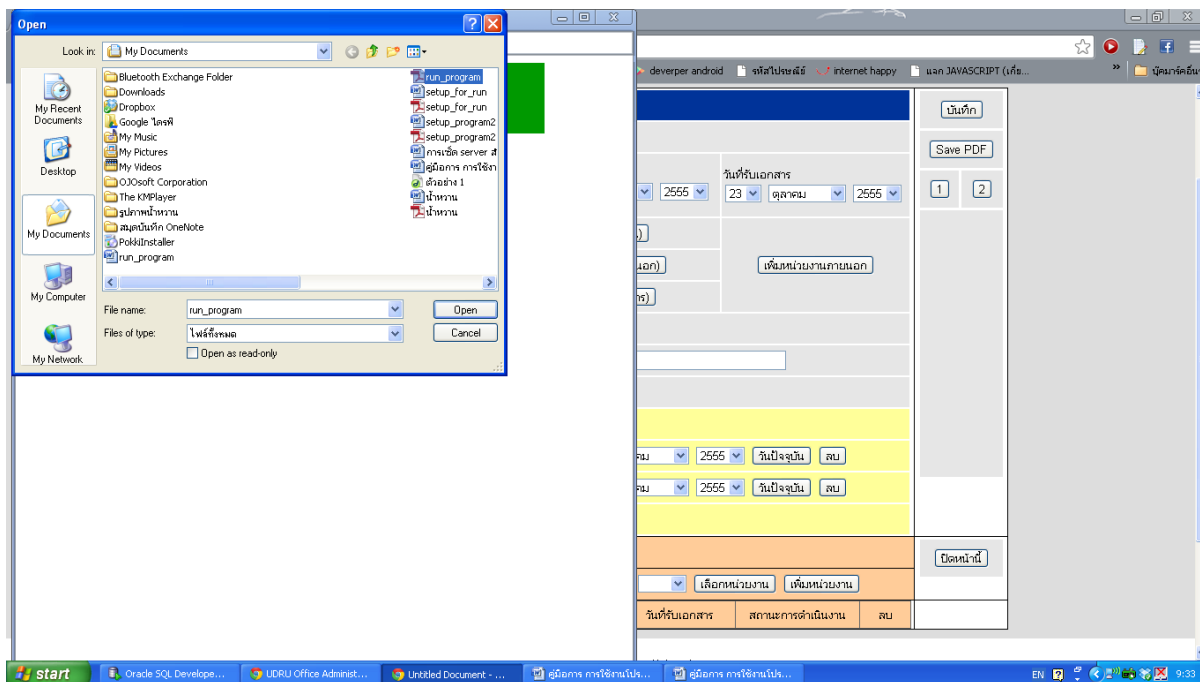 Open
Look in:
My Documents
My Recent
Documents
Desktop
My Documents
My Computer
My Network
Bluetooth Exchange Folder
Downloads
Dropbox
Google ไดรฟ์
My Music
My Pictures
My Videos
OJOsoft Corporation
The KMPlayer
รูปภาพน้ำหวาน
สมุดบันทึก OneNote
PokkiInstaller
run_program
run_program
setup_for_run
setup_for_run
setup_program2
setup_program2
การเซ็ต server ส
คู่มือการ การใช้งา
ตัวอย่าง 1
น้ำหวาน
น้ำหวาน
File name:
run_program
Open
Files of type:
ไฟล์ทั้งหมด
Cancel
Open as read-only
deverper android
รหัสไปรษณีย์
internet happy
แจก JAVASCRIPT (เกี่ย...
»
บุ๊คมาร์คอื่น
บันทึก
Save PDF
1
2
วันที่รับเอกสาร
2555
23
ตุลาคม
2555
)
นอก)
เพิ่มหน่วยงานภายนอก
าร)
คม
2555
วันปัจจุบัน
ลบ
คม
2555
วันปัจจุบัน
ลบ
ปิดหน้านี้
เลือกหน่วยงาน
เพิ่มหน่วยงาน
วันที่รับเอกสาร
สถานะการดำเนินงาน
ลบ
start
Oracle SQL Develope...
UDRU Office Administ...
Untitled Document - ...
คู่มือการ การใช้งานโปร...
คู่มือการ การใช้งานโปร...
EN
9:33